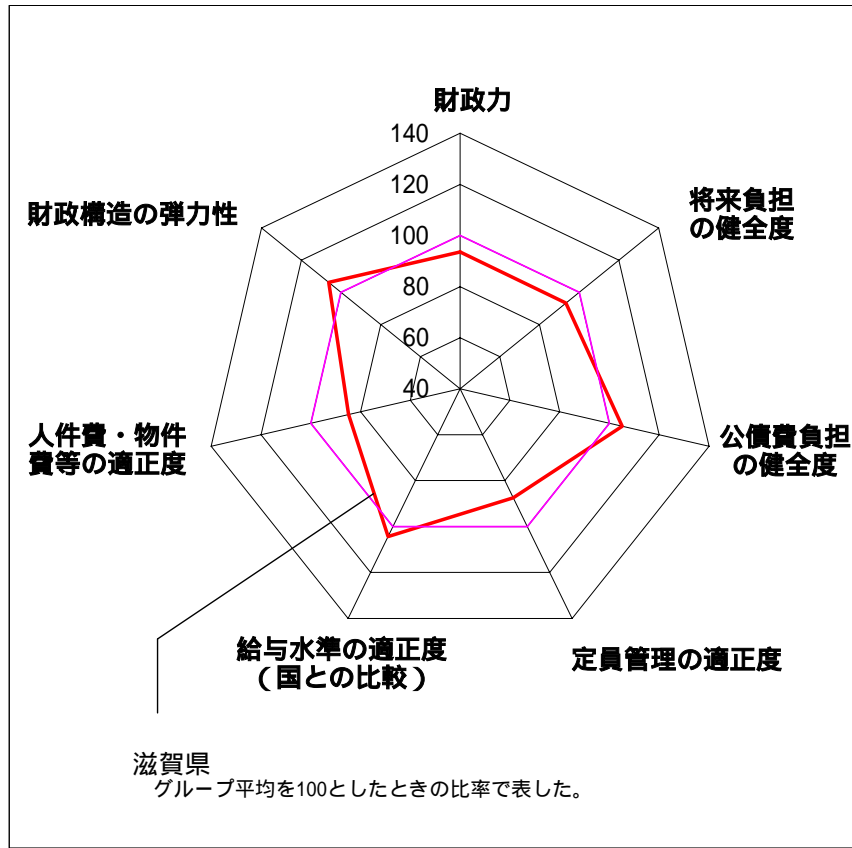 財政力
140
120
100
80
60
40
将来負担
の健全度
公債費負担
の健全度
定員管理の適正度
給与水準の適正度
（国との比較）
人件費・物件
費等の適正度
財政構造の弾力性
滋賀県
グループ平均を100としたときの比率で表した。